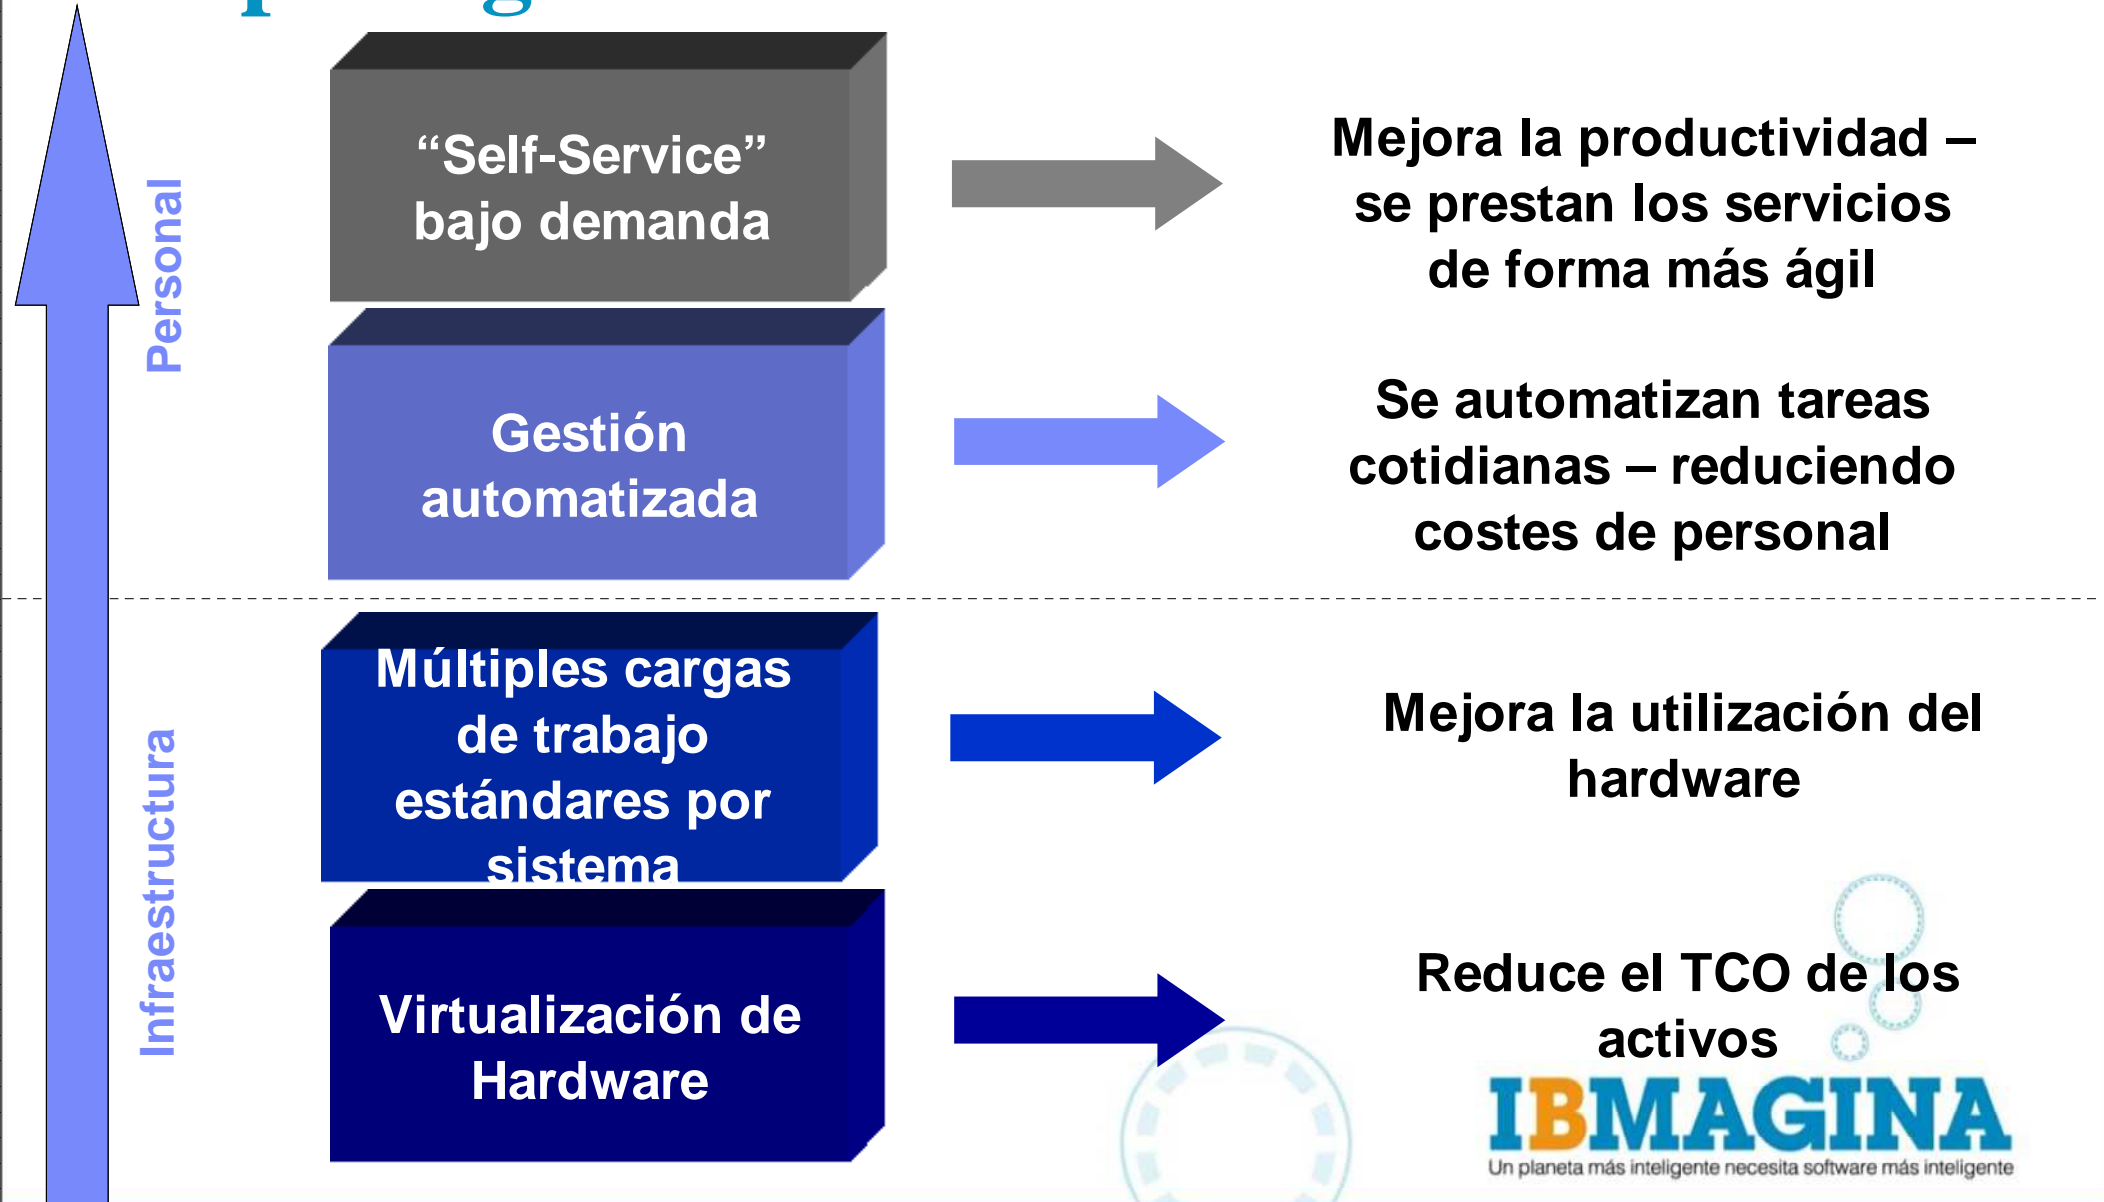 Personal
“Self-Service”
bajo demanda
Mejora la productividad –
se prestan los servicios
de forma más ágil
Gestión
automatizada
Se automatizan tareas
cotidianas – reduciendo
costes de personal
Infraestructura
Múltiples cargas
de trabajo
estándares por
sistema
Mejora la utilización del
hardware
Virtualización de
Hardware
Reduce el TCO de los
activos
IBMAGINA
Un planeta más inteligente necesita software más inteligente